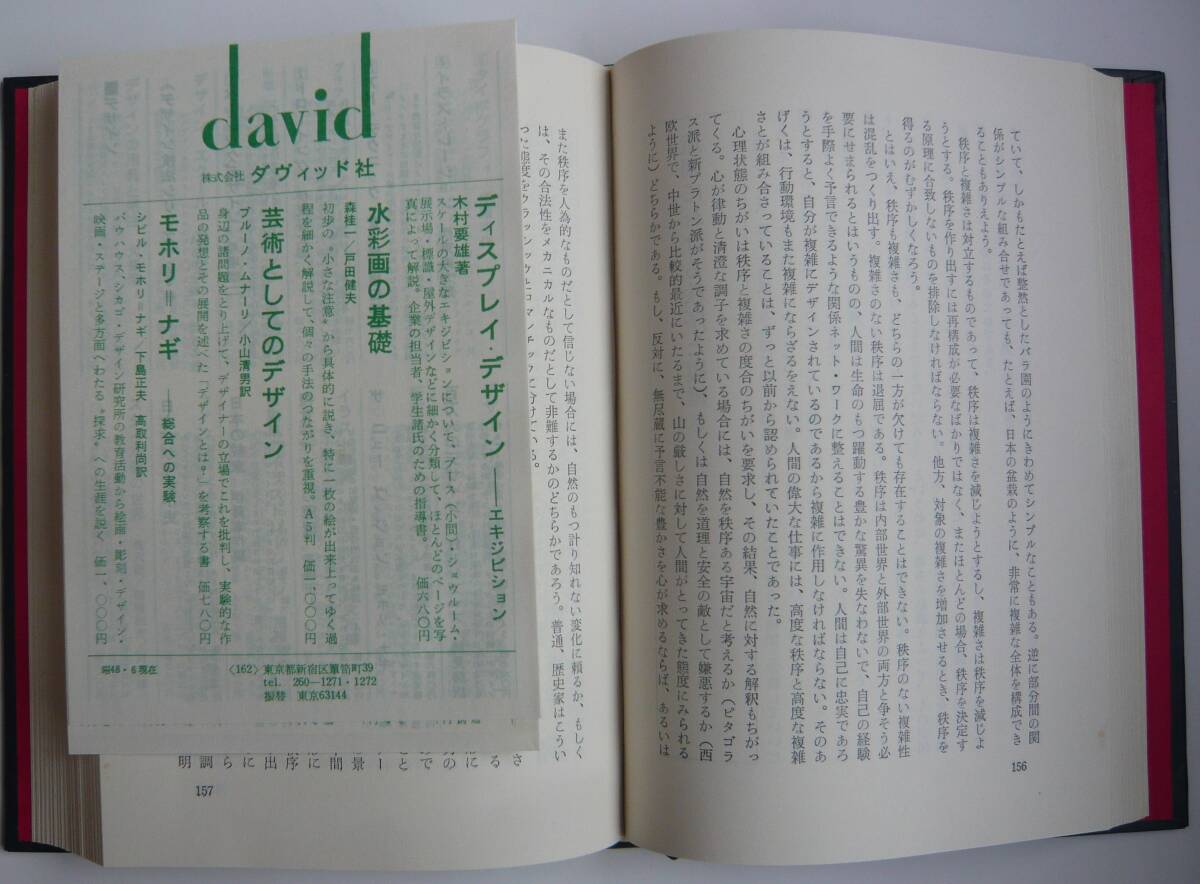 ていて、しかもたとえば整然としたバラ園のようにきわめてシンプルなこともある。逆に部分間の関
係がシンプルな組み合せであっても、たとえば、日本の盆栽のように、非常に複雑な全体を構成でき
ることもありえよう。
秩序と複雑さは対立するものであって、秩序は複雑さを減じようとするし、複雑さは秩序を減じよ
うとする。秩序を作り出すには再構成が必要なばかりではなく、またほとんどの場合、秩序を決定す
る原理に合致しないものを排除しなければならない。他方、対象の複雑さを増加させるとき、秩序を
得るのがむずかしくなろう。
とはいえ、秩序も複雑さも、どちらの一方が欠けても存在することはできない。秩序のない複雑性
は混乱をつくり出す。複雑さのない秩序は退屈である。秩序は内部世界と外部世界の両方と争そう必
要にせまられるとはいうものの、人間は生命のもつ躍動する豊かな驚異を失なわないで、自己の経験
を手際よく予言できるような関係ネット・ワークに整えることはできない。人間は自己に忠実であろ
うとすると、自分が複雑にデザインされているのであるから複雑に作用しなければならない。そのあ
げくは、行動環境もまた複雑にならざるをえない。人間の偉大な仕事には、高度な秩序と高度な複雑
さとが組み合さっていることは、ずっと以前から認められていたことであった。
心理状態のちがいは秩序と複雑さの度合のちがいを要求し、その結果、自然に対する解釈もちがっ
てくる。心が律動と清澄な調子を求めている場合には、自然を秩序ある宇宙だと考えるか（ピタゴラ
ス派と新プラトン派がそうであったように）、もしくは自然を道理と安全の敵として嫌悪するか（西
欧世界で、中世から比較的最近にいたるまで、山の厳しさに対して人間がとってきた態度にみられる
ように）どちらかである。もし、反対に、無尽蔵に予言不能な豊かさを心が求めるならば、あるいは
156
また秩序を人為的なものだとして信じない場合には、自然のもつ計り知れない変化に頼るか、もしく
は、その合法性をメカニカルなものだとして非難するかのどちらかであろう。普通、歴史家はこうい
った態度をクラシックとロマンチックに分けている。
157
david
株式会社 ダヴィッド社
ディスプレイ・デザイン ——エキジビション
木村要雄著
スケールの大きなエキジビションについて、ブース（小間）・ショウルーム・
展示場・標識・屋外デザインなどに細かく分類して、ほとんどのページを写
真によって解説。企業の担当者、学生諸氏のための指導書。 価六八〇円
水彩画の基礎
森桂一／戸田健夫
初歩の“小さな注意”から具体的に説き、特に一枚の絵が出来上ってゆく過
程を細かく解説して、個々の手法のつながりを重視。A5判 価一、〇〇〇円
芸術としてのデザイン
ブルーノ・ムナーリ／小山清男訳
身辺の諸問題をとり上げて、デザイナーの立場でこれを批判し、実験的な作
品の発想とその展開を述べた「デザインとは？」を考察する書 価七八〇円
モホリ＝ナギ ——総合への実験
シビル・モホリ＝ナギ／下島正夫 高取利尚訳
バウハウス、シカゴ・デザイン研究所の教育活動から絵画・彫刻・デザイン・
映画・ステージと多方面へわたる“探求”への生涯を説く 価一、〇〇〇円
昭48・6現在
〈162〉東京都新宿区簞笥町39
tel. 260—1271・1272
振替 東京63144